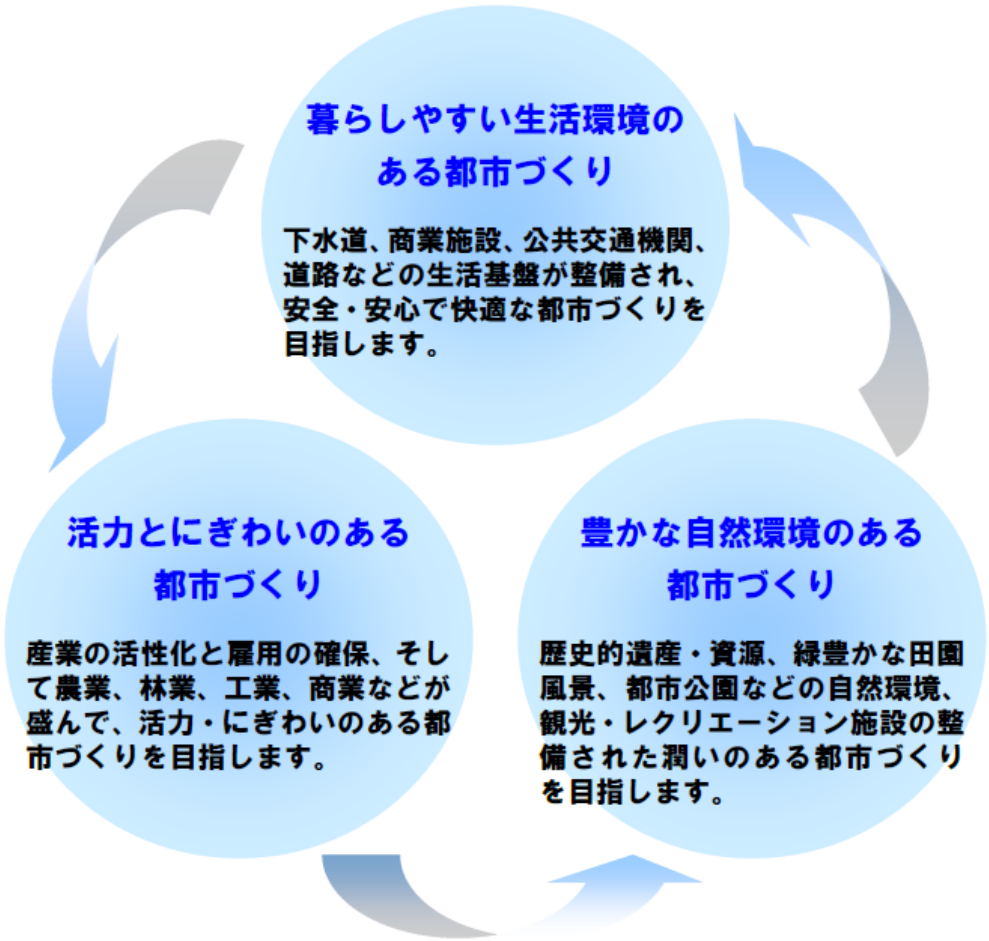 暮らしやすい生活環境の
ある都市づくり
下水道、商業施設、公共交通機関、
道路などの生活基盤が整備され、
安全・安心で快適な都市づくりを
目指します。
活力とにぎわいのある
都市づくり
産業の活性化と雇用の確保、そし
て農業、林業、工業、商業などが
盛んで、活力・にぎわいのある都
市づくりを目指します。
豊かな自然環境のある
都市づくり
歴史的遺産・資源、緑豊かな田園
風景、都市公園などの自然環境、
観光・レクリエーション施設の整
備された潤いのある都市づくり
を目指します。